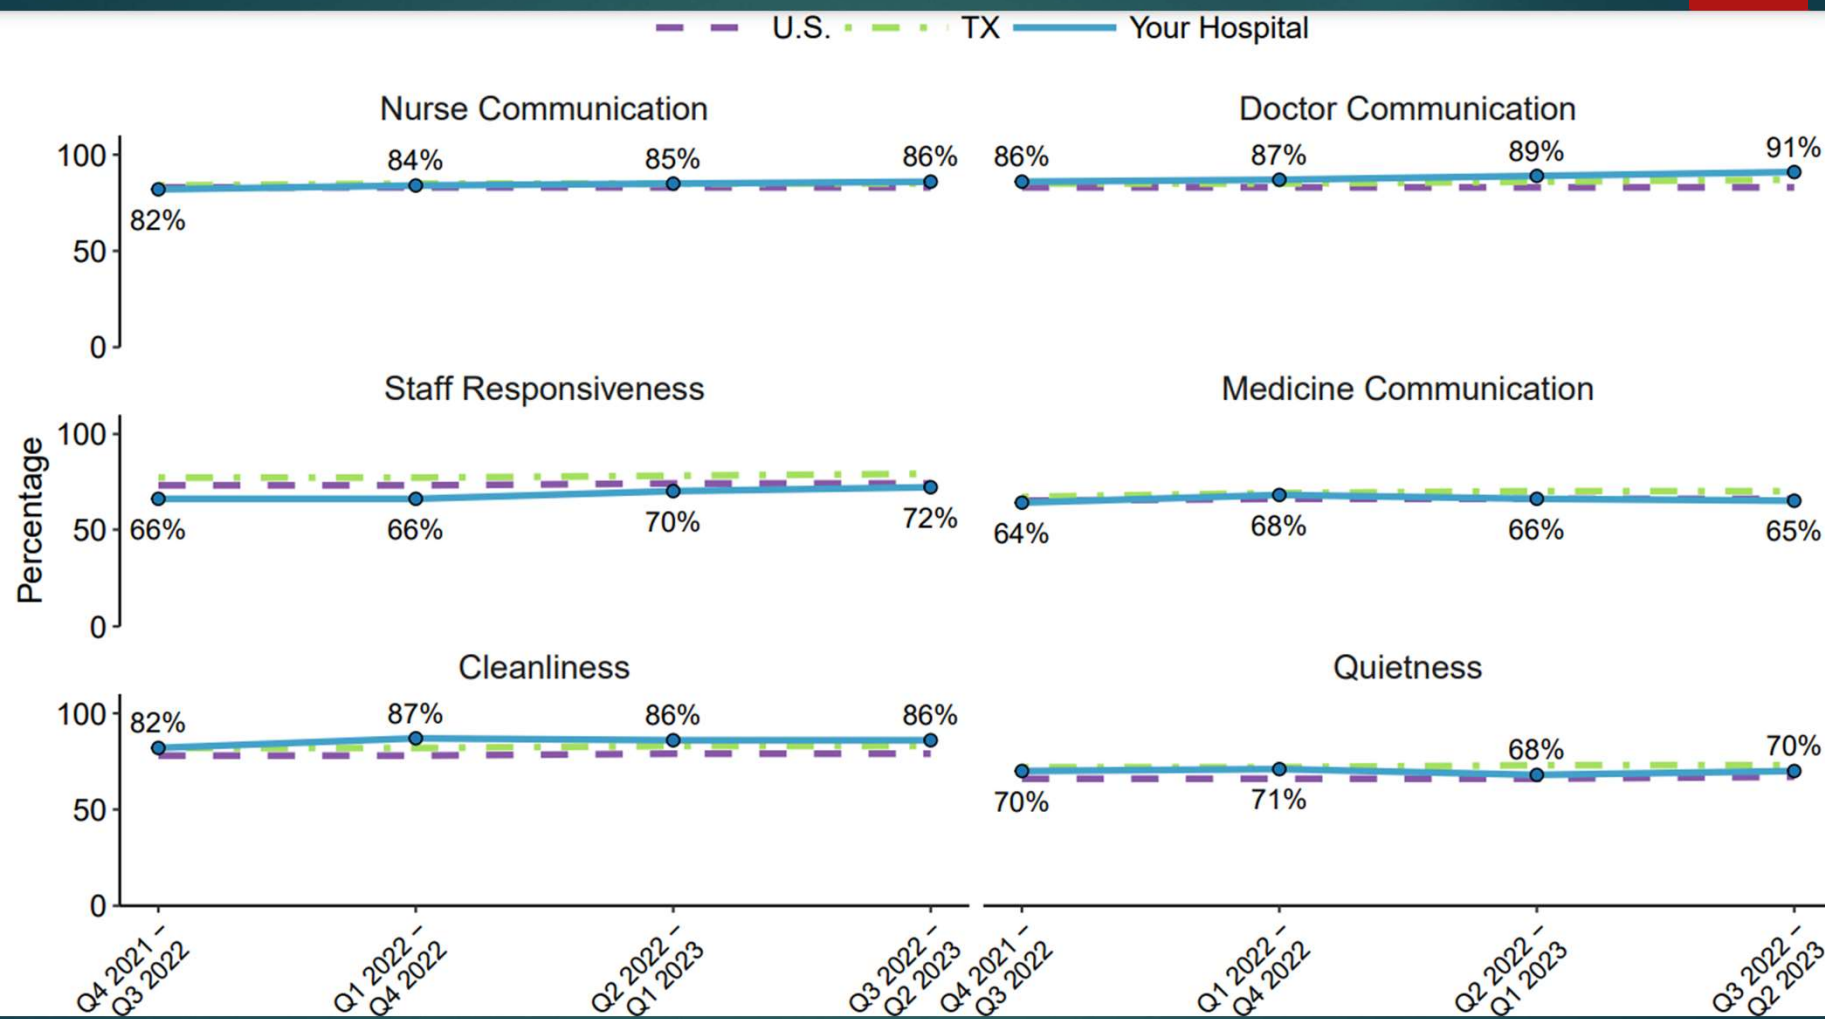 U.S. TX Your Hospital
Nurse Communication
Doctor Communication
100
50
0
82%
84%
85%
86%
86%
87%
89%
91%
Staff Responsiveness
Medicine Communication
Percentage
100
50
0
66%
66%
70%
72%
64%
68%
66%
65%
Cleanliness
Quietness
100
50
0
82%
87%
86%
86%
70%
71%
68%
70%
Q4 2021 –
Q3 2022
Q1 2022 –
Q4 2022
Q2 2022 –
Q1 2023
Q3 2022 –
Q2 2023
Q4 2021 –
Q3 2022
Q1 2022 –
Q4 2022
Q2 2022 –
Q1 2023
Q3 2022 –
Q2 2023